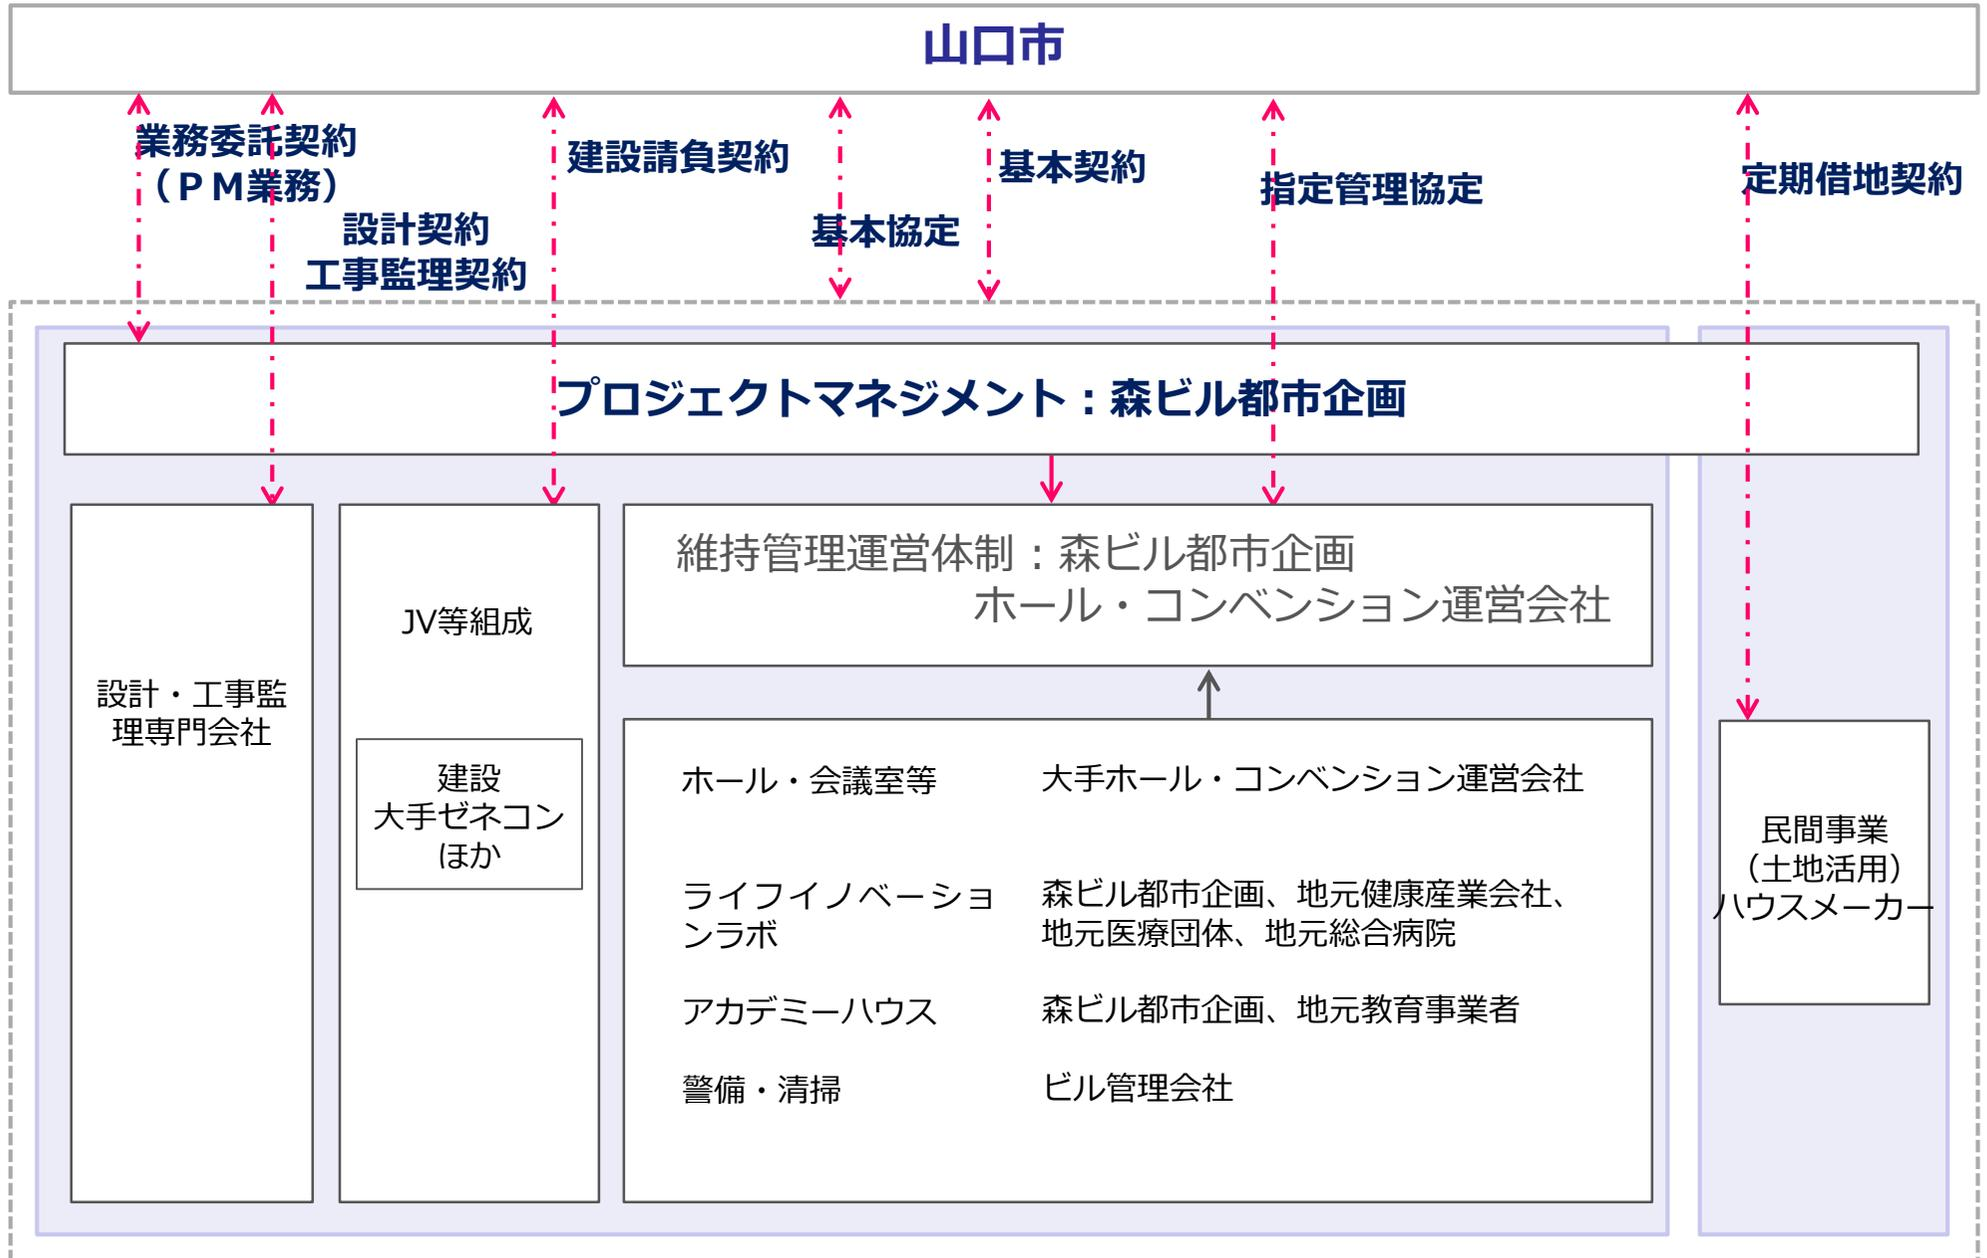 山口市
業務委託契約
（ＰＭ業務）
設計契約
工事監理契約
建設請負契約
基本協定
基本契約
指定管理協定
定期借地契約
プロジェクトマネジメント：森ビル都市企画
設計・工事監
理専門会社
JV等組成
建設
大手ゼネコン
ほか
維持管理運営体制：森ビル都市企画
ホール・コンベンション運営会社
ホール・会議室等
大手ホール・コンベンション運営会社
ライフイノベーショ
ンラボ
森ビル都市企画、地元健康産業会社、
地元医療団体、地元総合病院
アカデミーハウス
森ビル都市企画、地元教育事業者
警備・清掃
ビル管理会社
民間事業
（土地活用）
ハウスメーカー